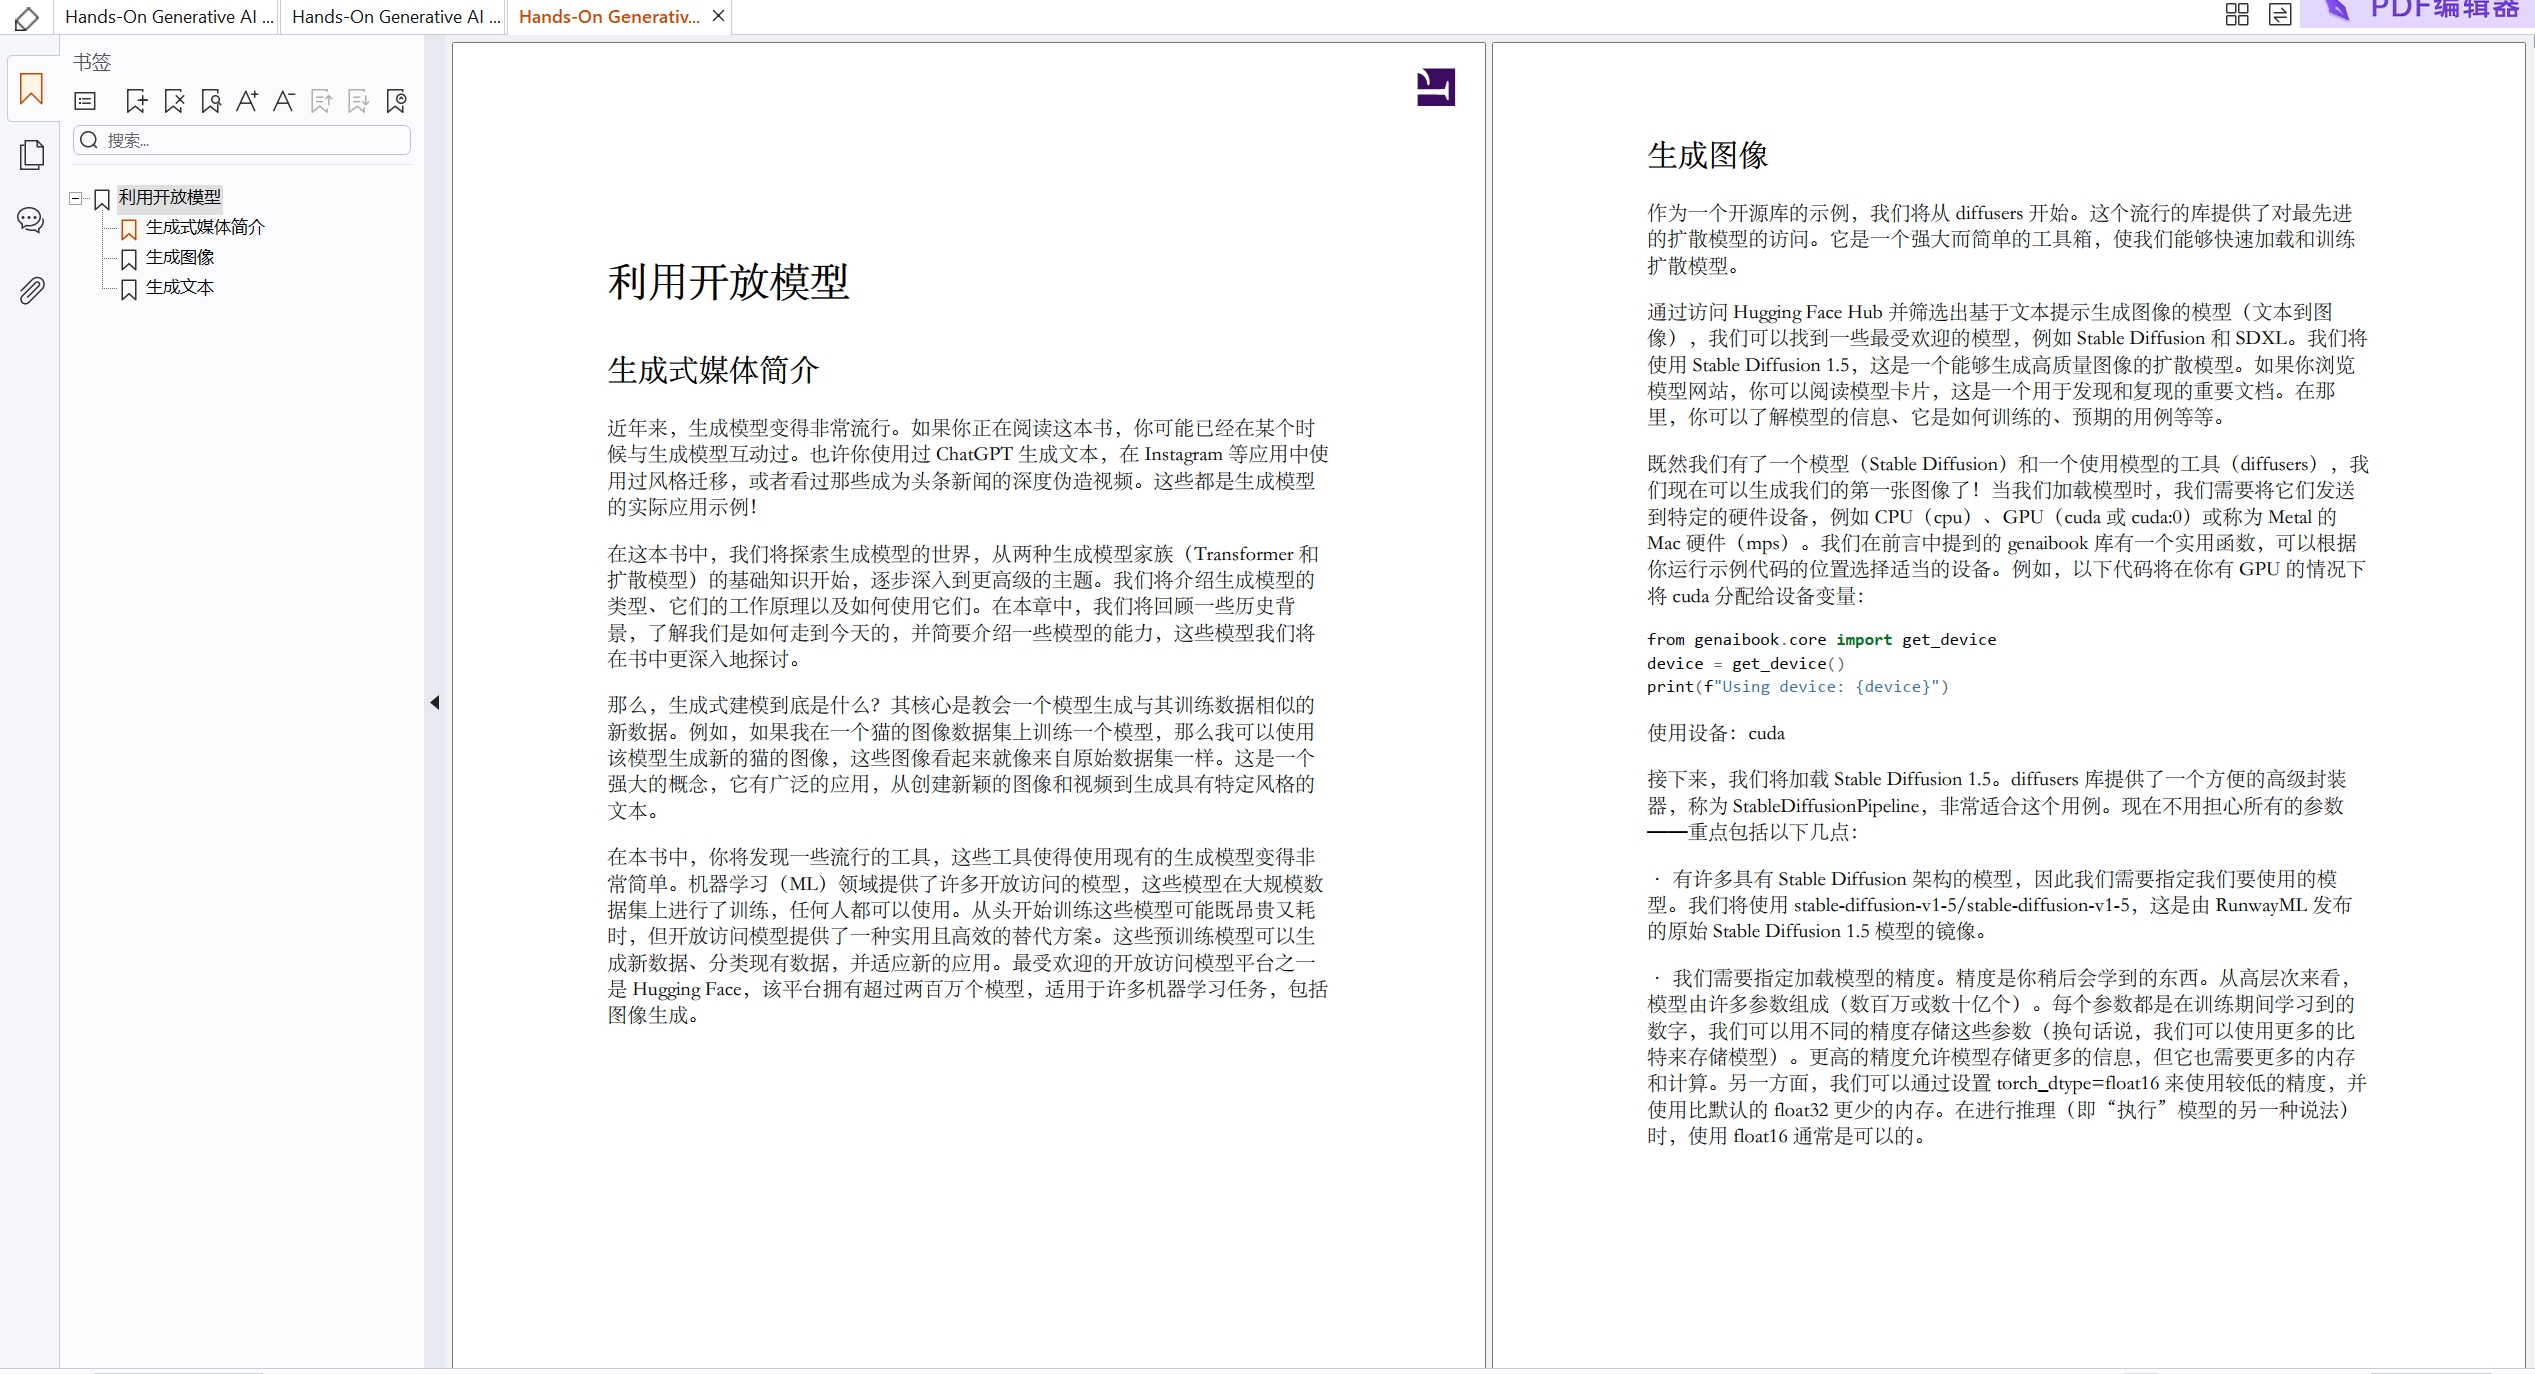 Hands-On Generative AI ...
Hands-On Generative AI ...
Hands-On Generativ...
PDF编辑器
书签
搜索...
利用开放模型
生成式媒体简介
生成图像
生成文本
利用开放模型
生成式媒体简介
近年来，生成模型变得非常流行。如果你正在阅读这本书，你可能已经在某个时
候与生成模型互动过。也许你使用过 ChatGPT 生成文本，在 Instagram 等应用中使
用过风格迁移，或者看过那些成为头条新闻的深度伪造视频。这些都是生成模型
的实际应用示例！
在这本书中，我们将探索生成模型的世界，从两种生成模型家族（Transformer 和
扩散模型）的基础知识开始，逐步深入到更高级的主题。我们将介绍生成模型的
类型、它们的工作原理以及如何使用它们。在本章中，我们将回顾一些历史背
景，了解我们是如何走到今天的，并简要介绍一些模型的能力，这些模型我们将
在书中更深入地探讨。
那么，生成式建模到底是什么？其核心是教会一个模型生成与其训练数据相似的
新数据。例如，如果我在一个猫的图像数据集上训练一个模型，那么我可以使用
该模型生成新的猫的图像，这些图像看起来就像来自原始数据集一样。这是一个
强大的概念，它有广泛的应用，从创建新颖的图像和视频到生成具有特定风格的
文本。
在本书中，你将发现一些流行的工具，这些工具使得使用现有的生成模型变得非
常简单。机器学习（ML）领域提供了许多开放访问的模型，这些模型在大规模数
据集上进行了训练，任何人都可以使用。从头开始训练这些模型可能既昂贵又耗
时，但开放访问模型提供了一种实用且高效的替代方案。这些预训练模型可以生
成新数据、分类现有数据，并适应新的应用。最受欢迎的开放访问模型平台之一
是 Hugging Face，该平台拥有超过两百万个模型，适用于许多机器学习任务，包括
图像生成。
生成图像
作为一个开源库的示例，我们将从 diffusers 开始。这个流行的库提供了对最先进
的扩散模型的访问。它是一个强大而简单的工具箱，使我们能够快速加载和训练
扩散模型。
通过访问 Hugging Face Hub 并筛选出基于文本提示生成图像的模型（文本到图
像），我们可以找到一些最受欢迎的模型，例如 Stable Diffusion 和 SDXL。我们将
使用 Stable Diffusion 1.5，这是一个能够生成高质量图像的扩散模型。如果你浏览
模型网站，你可以阅读模型卡片，这是一个用于发现和复现的重要文档。在那
里，你可以了解模型的信息、它是如何训练的、预期的用例等等。
既然我们有了一个模型（Stable Diffusion）和一个使用模型的工具（diffusers），我
们现在可以生成我们的第一张图像了！当我们加载模型时，我们需要将它们发送
到特定的硬件设备，例如 CPU（cpu）、GPU（cuda 或 cuda:0）或称为 Metal 的
Mac 硬件（mps）。我们在前言中提到的 genaibook 库有一个实用函数，可以根据
你运行示例代码的位置选择适当的设备。例如，以下代码将在你有 GPU 的情况下
将 cuda 分配给设备变量：
from genaibook.core import get_device
device = get_device()
print(f"Using device: {device}")
使用设备：cuda
接下来，我们将加载 Stable Diffusion 1.5。diffusers 库提供了一个方便的高级封装
器，称为 StableDiffusionPipeline，非常适合这个用例。现在不用担心所有的参数
——重点包括以下几点：
· 有许多具有 Stable Diffusion 架构的模型，因此我们需要指定我们要使用的模
型。我们将使用 stable-diffusion-v1-5/stable-diffusion-v1-5，这是由 RunwayML 发布
的原始 Stable Diffusion 1.5 模型的镜像。
· 我们需要指定加载模型的精度。精度是你稍后会学到的东西。从高层次来看，
模型由许多参数组成（数百万或数十亿个）。每个参数都是在训练期间学习到的
数字，我们可以用不同的精度存储这些参数（换句话说，我们可以使用更多的比
特来存储模型）。更高的精度允许模型存储更多的信息，但它也需要更多的内存
和计算。另一方面，我们可以通过设置 torch_dtype=float16 来使用较低的精度，并
使用比默认的 float32 更少的内存。在进行推理（即“执行”模型的另一种说法）
时，使用 float16 通常是可以的。